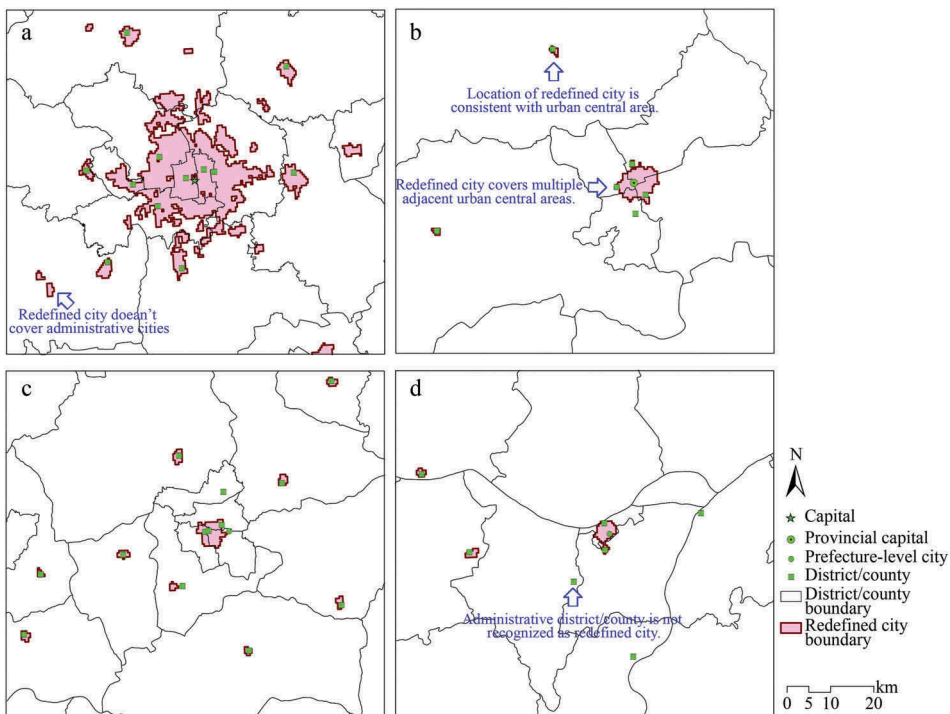 a
Redefined city doean't
cover administrative cities
b
Location of redefined city is
consistent with urban central area.
Redefined city covers multiple
adjacent urban central areas.
c
d
Administrative district/county is not
recognized as redefined city.
N
Capital
Provincial capital
Prefecture-level city
District/county
District/county
boundary
Redefined city
boundary
km
0 5 10 20